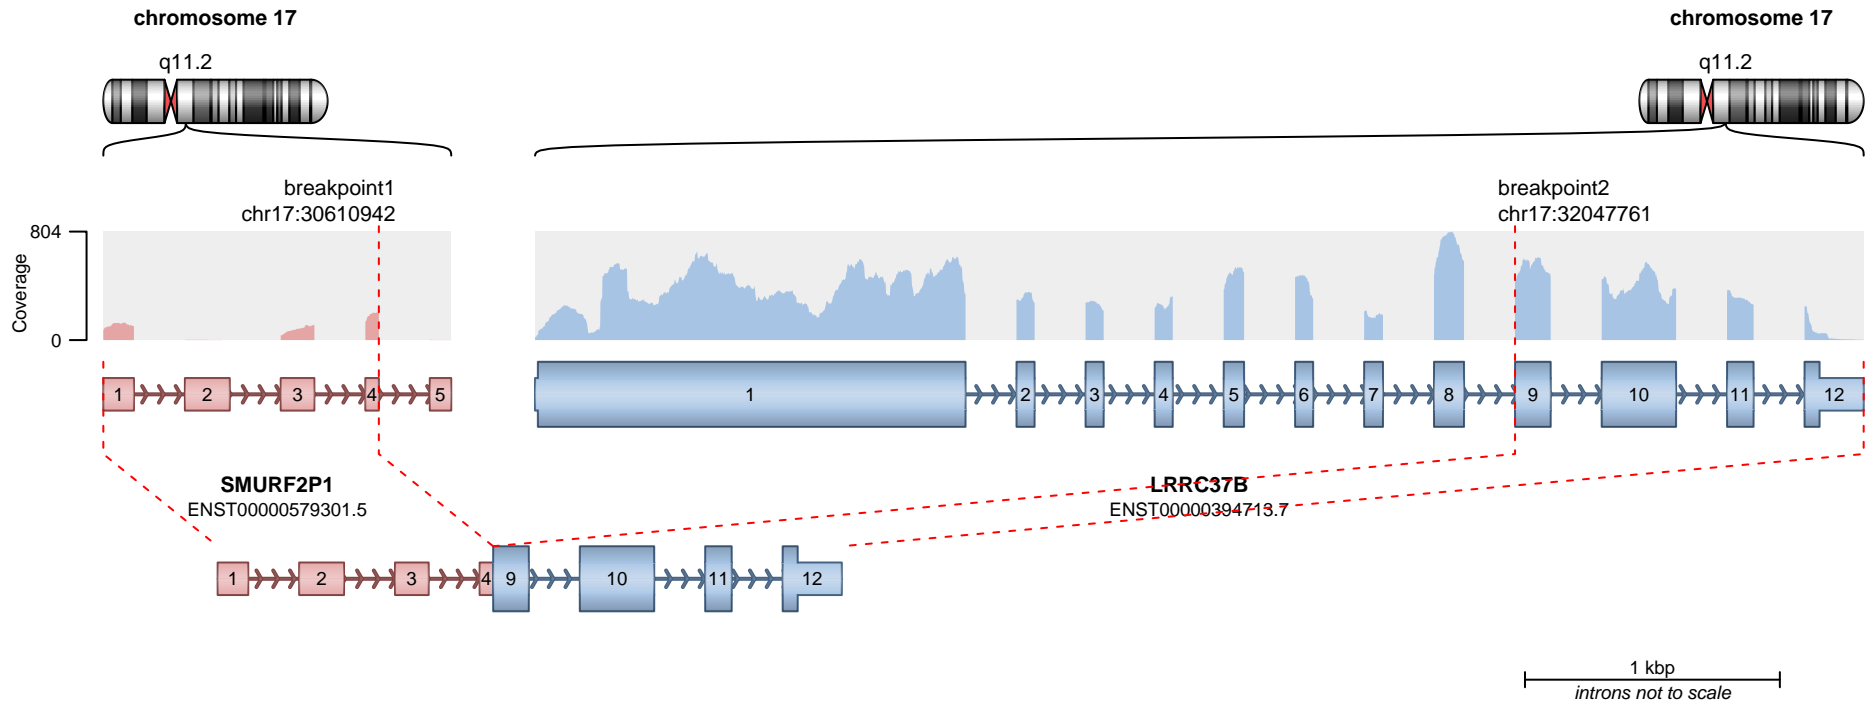 chromosome 17
chromosome 17
q11.2
q11.2
breakpoint1
chr17:30610942
breakpoint2
chr17:32047761
804
Coverage
0
1 2 3 4 5
1 2 3 4 5 6 7 8 9 10 11 12
SMURF2P1
ENST00000579301.5
LRRC37B
ENST00000394713.7
1 2 3 4 9 10 11 12
1 kbp
introns not to scale